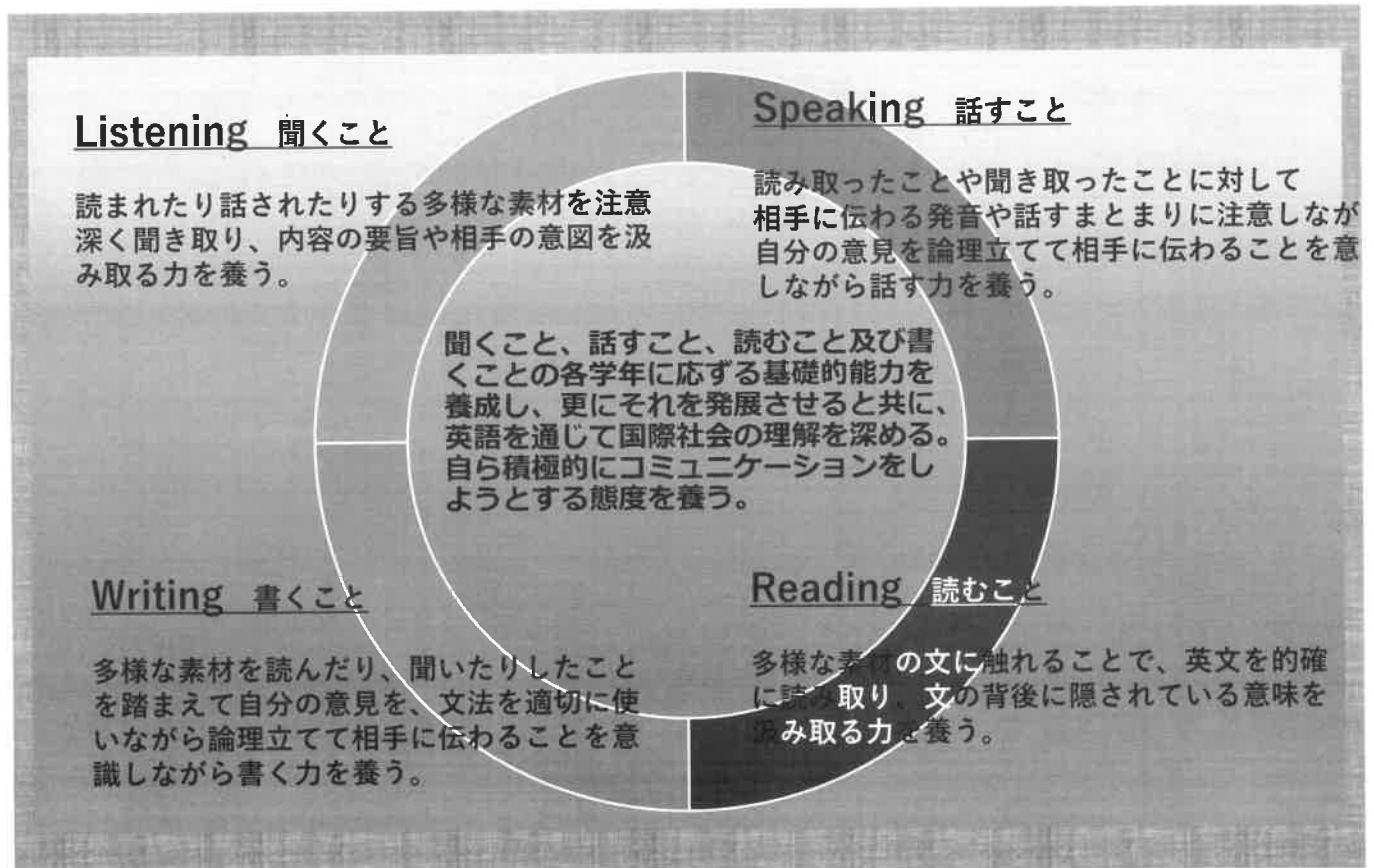 Listening 聞くこと
読まれたり話されたりする多様な素材を注意
深く聞き取り、内容の要旨や相手の意図を汲
み取る力を養う。
Speaking 話すこと
読み取ったことや聞き取ったことに対して
相手に伝わる発音や話すまとまりに注意しなが
自分の意見を論理立てて相手に伝わることを意
しながら話す力を養う。
聞くこと、話すこと、読むこと及び書
くことの各学年に応ずる基礎的能力を
養成し、更にそれを発展させると共に、
英語を通じて国際社会の理解を深める。
自ら積極的にコミュニケーションをし
ようとする態度を養う。
Writing 書くこと
多様な素材を読んだり、聞いたりしたこと
を踏まえて自分の意見を、文法を適切に使
いながら論理立てて相手に伝わることを意
識しながら書く力を養う。
Reading 読むこと
多様な素材の文に触れることで、英文を的確
に読み取り、文の背後に隠されている意味を
汲み取る力を養う。